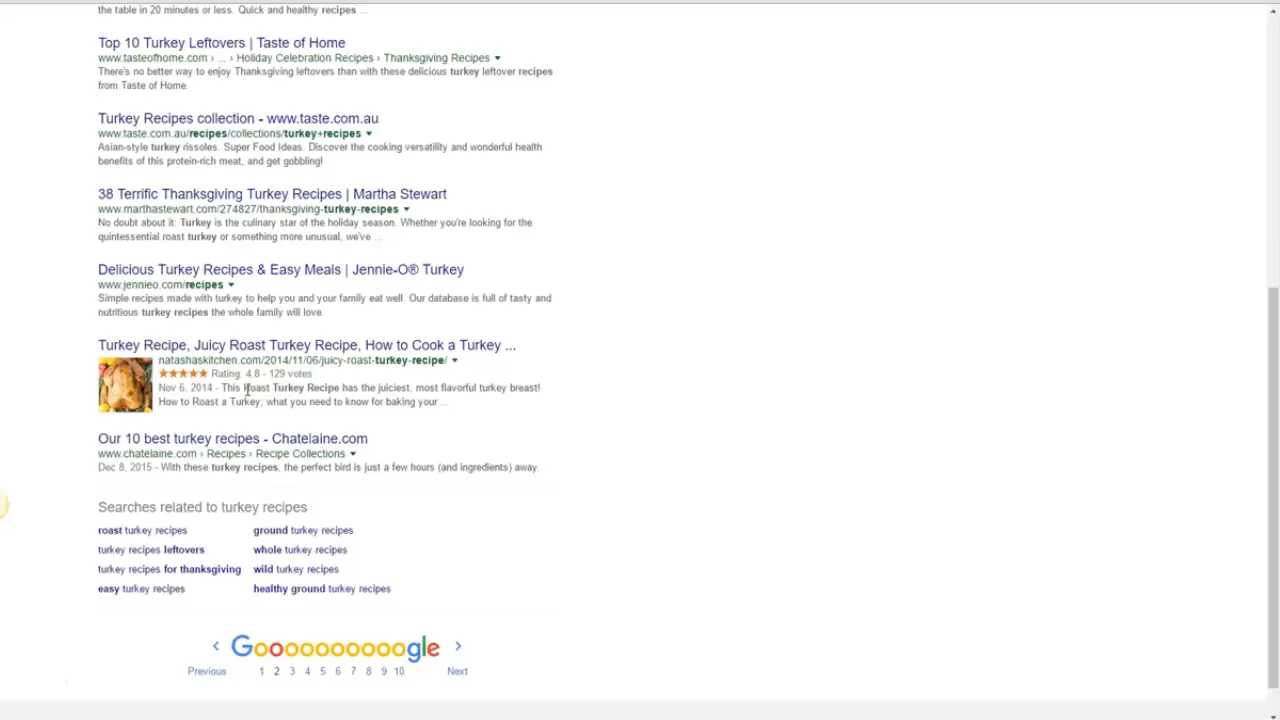 the table in 20 minutes or less. Quick and healthy recipes ...
Top 10 Turkey Leftovers | Taste of Home
www.tasteofhome.com › ... › Holiday Celebration Recipes › Thanksgiving Recipes
There's no better way to enjoy Thanksgiving leftovers than with these delicious turkey leftover recipes
from Taste of Home.
Turkey Recipes collection - www.taste.com.au
www.taste.com.au/recipes/collections/turkey+recipes
Asian-style turkey rissoles. Super Food Ideas. Discover the cooking versatility and wonderful health
benefits of this protein-rich meat, and get gobbling!
38 Terrific Thanksgiving Turkey Recipes | Martha Stewart
www.marthastewart.com/274827/thanksgiving-turkey-recipes
No doubt about it: Turkey is the culinary star of the holiday season. Whether you're looking for the
quintessential roast turkey or something more unusual, we've ...
Delicious Turkey Recipes & Easy Meals | Jennie-O® Turkey
www.jennieo.com/recipes
Simple recipes made with turkey to help you and your family eat well. Our database is full of tasty and
nutritious turkey recipes the whole family will love.
Turkey Recipe, Juicy Roast Turkey Recipe, How to Cook a Turkey ...
natashaskitchen.com/2014/11/06/juicy-roast-turkey-recipe/
Rating: 4.8 - 129 votes
Nov 6, 2014 - This Roast Turkey Recipe has the juiciest, most flavorful turkey breast!
How to Roast a Turkey; what you need to know for baking your ...
Our 10 best turkey recipes - Chatelaine.com
www.chatelaine.com › Recipes › Recipe Collections
Dec 8, 2015 - With these turkey recipes, the perfect bird is just a few hours (and ingredients) away.
Searches related to turkey recipes
roast turkey recipes ground turkey recipes
turkey recipes leftovers whole turkey recipes
turkey recipes for thanksgiving wild turkey recipes
easy turkey recipes healthy ground turkey recipes
< Goooooooooogle >
Previous 1 2 3 4 5 6 7 8 9 10 Next